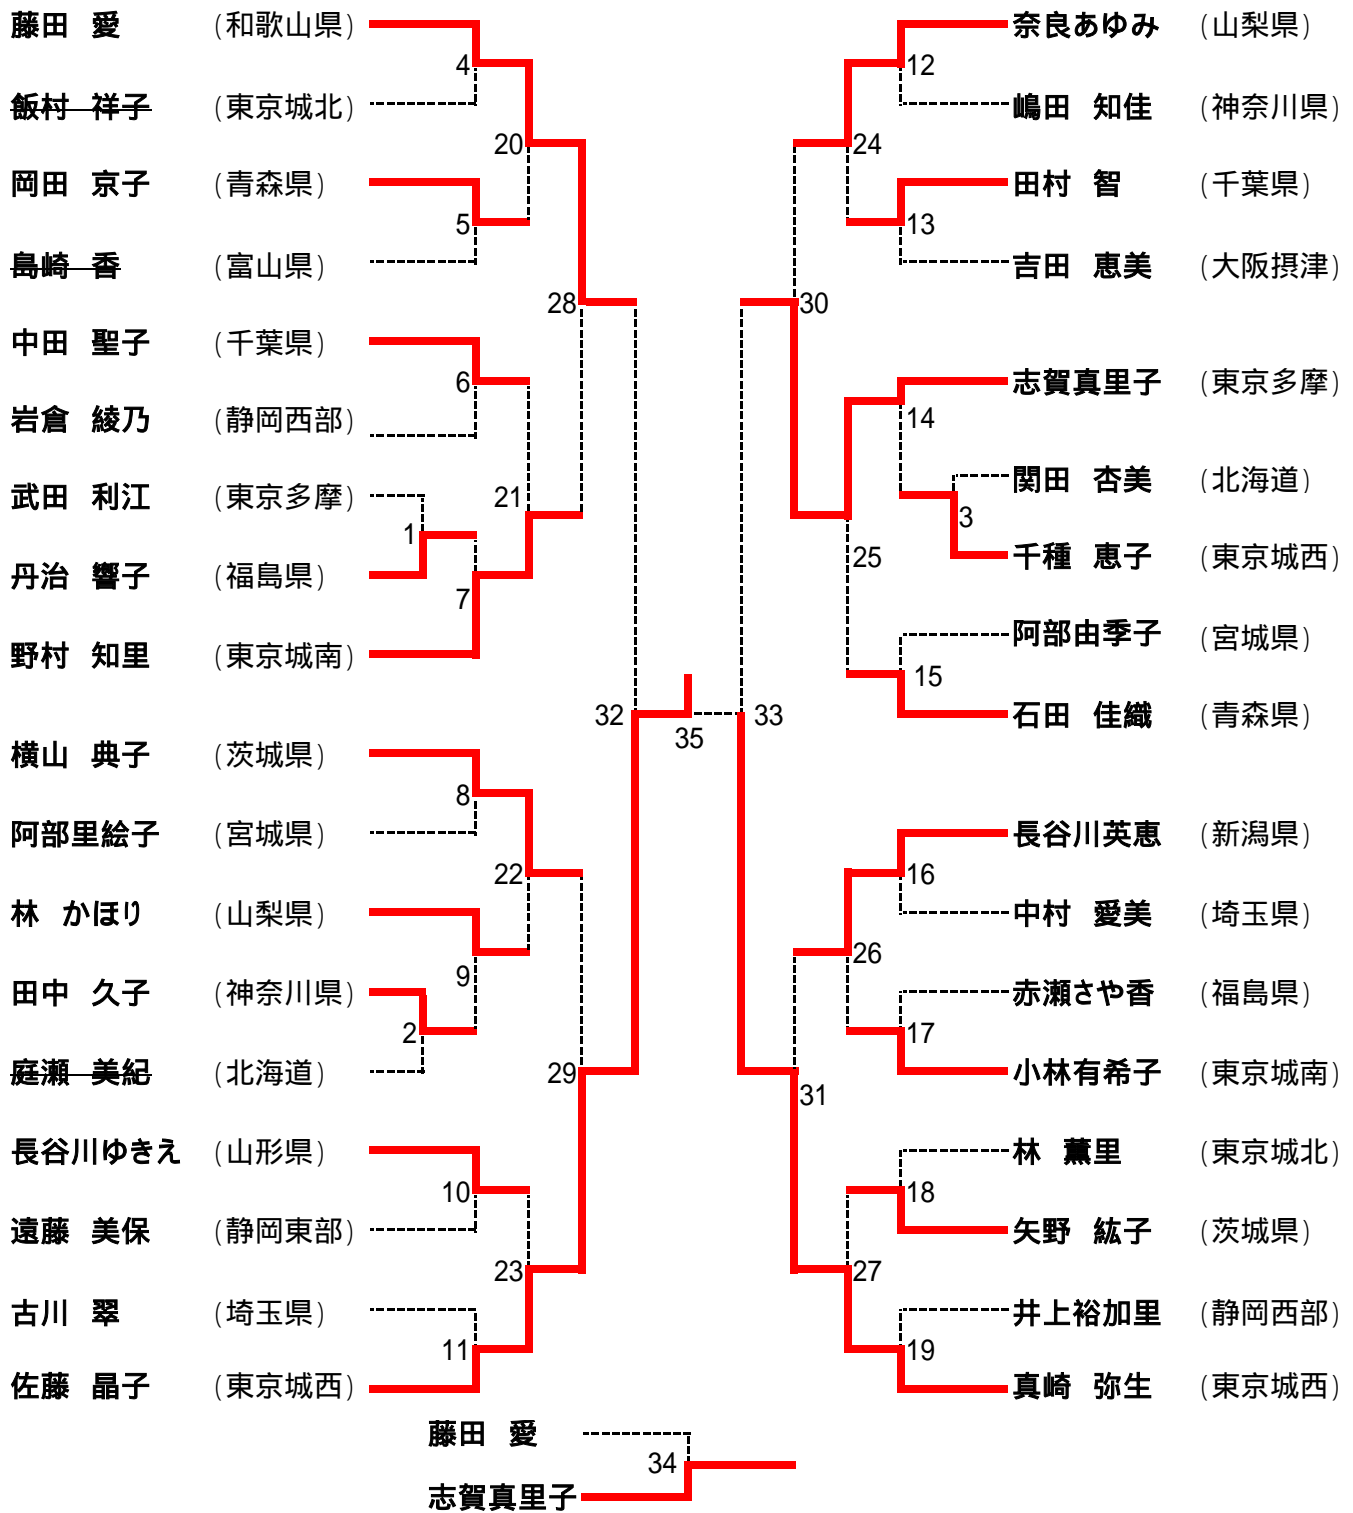 藤田 愛 (和歌山県)
4
飯村 祥子 (東京城北)
20
岡田 京子 (青森県)
5
島崎 香 (富山県)
28
中田 聖子 (千葉県)
6
岩倉 綾乃 (静岡西部)
武田 利江 (東京多摩)
21
1
丹治 響子 (福島県)
7
野村 知里 (東京城南)
32
35
横山 典子 (茨城県)
8
阿部里絵子 (宮城県)
22
林 かほり (山梨県)
9
田中 久子 (神奈川県)
2
庭瀬 美紀 (北海道)
29
長谷川ゆきえ (山形県)
10
遠藤 美保 (静岡東部)
23
古川 翠 (埼玉県)
11
佐藤 晶子 (東京城西)
奈良あゆみ (山梨県)
12
嶋田 知佳 (神奈川県)
24
田村 智 (千葉県)
13
吉田 恵美 (大阪摂津)
30
志賀真里子 (東京多摩)
14
関田 杏美 (北海道)
3
千種 恵子 (東京城西)
25
阿部由季子 (宮城県)
15
石田 佳織 (青森県)
33
長谷川英恵 (新潟県)
16
中村 愛美 (埼玉県)
26
赤瀬さや香 (福島県)
17
小林有希子 (東京城南)
31
林 薫里 (東京城北)
18
矢野 紘子 (茨城県)
27
井上裕加里 (静岡西部)
19
真崎 弥生 (東京城西)
藤田 愛
34
志賀真里子